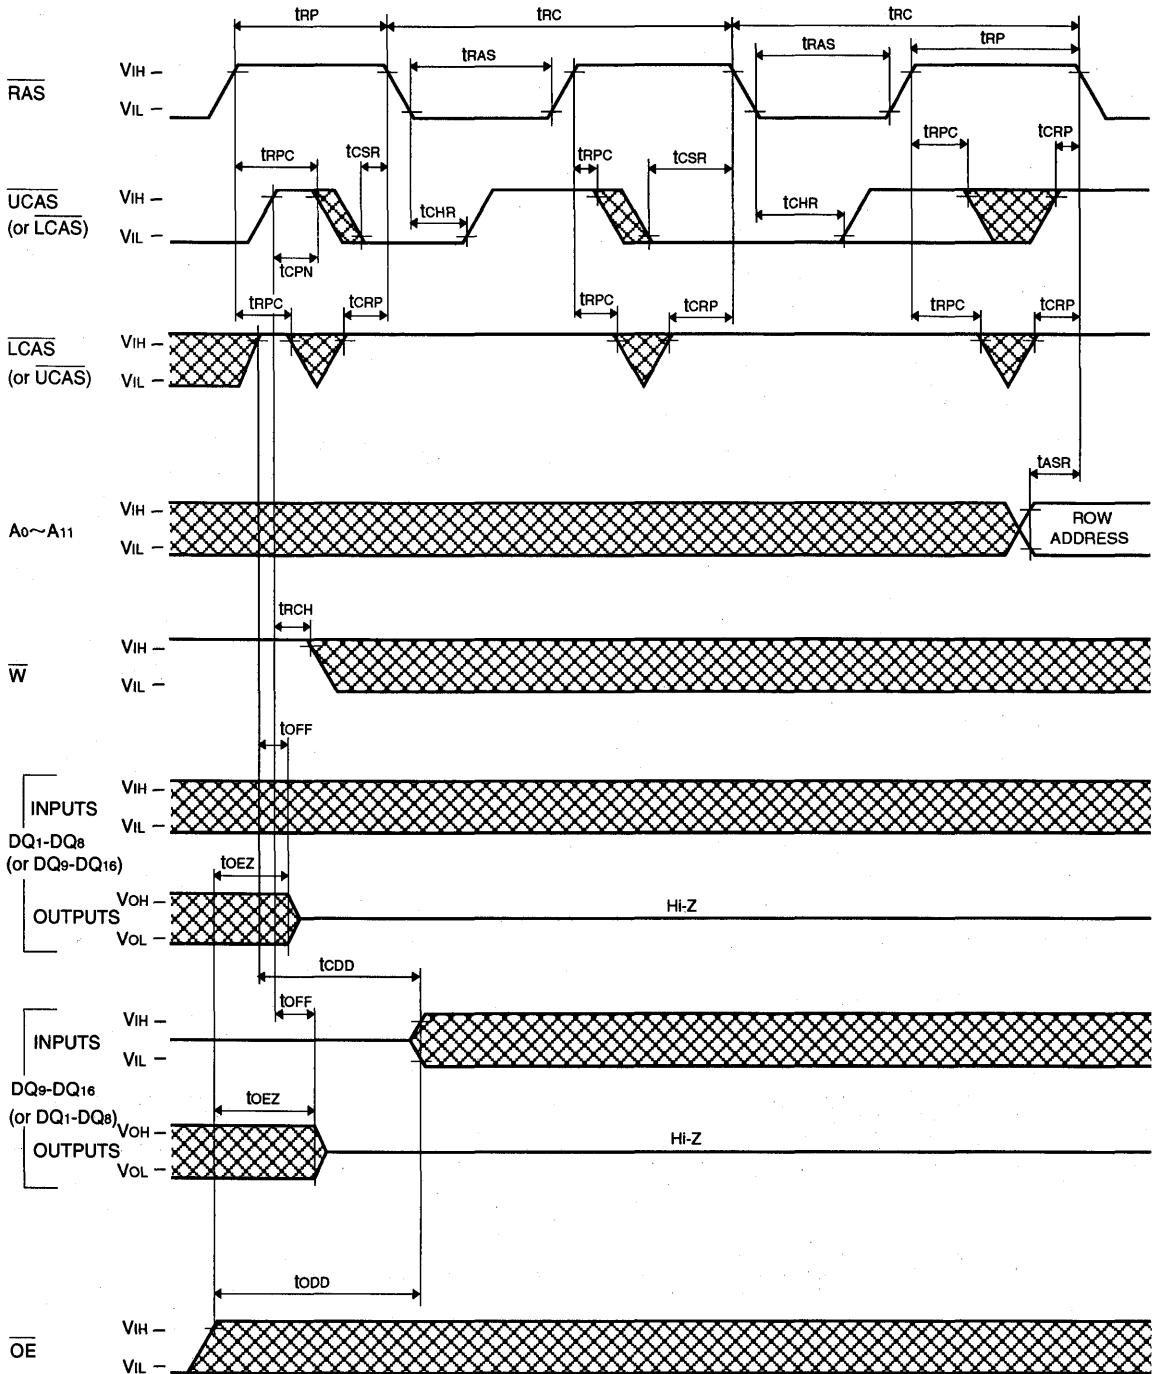 tRP tRC tRC
tRAS tRAS tRP
RAS VIH
VIL
tRPC tCSR tRPC tCSR tRPC tCRP
UCAS VIH
(or LCAS) VIL
tCHR tCHR
tCPN
tRPC tCRP tRPC tCRP tRPC tCRP
LCAS VIH
(or UCAS) VIL
tASR
A0~A11 VIH
VIL
ROW
ADDRESS
tRCH
W VIH
VIL
tOFF
INPUTS VIH
VIL
DQ1-DQ8
(or DQ9-DQ16)
tOEZ
OUTPUTS VOH
VOL
Hi-Z
tCDD
tOFF
INPUTS VIH
VIL
DQ9-DQ16
(or DQ1-DQ8)
tOEZ
OUTPUTS VOH
VOL
Hi-Z
tODD
OE VIH
VIL